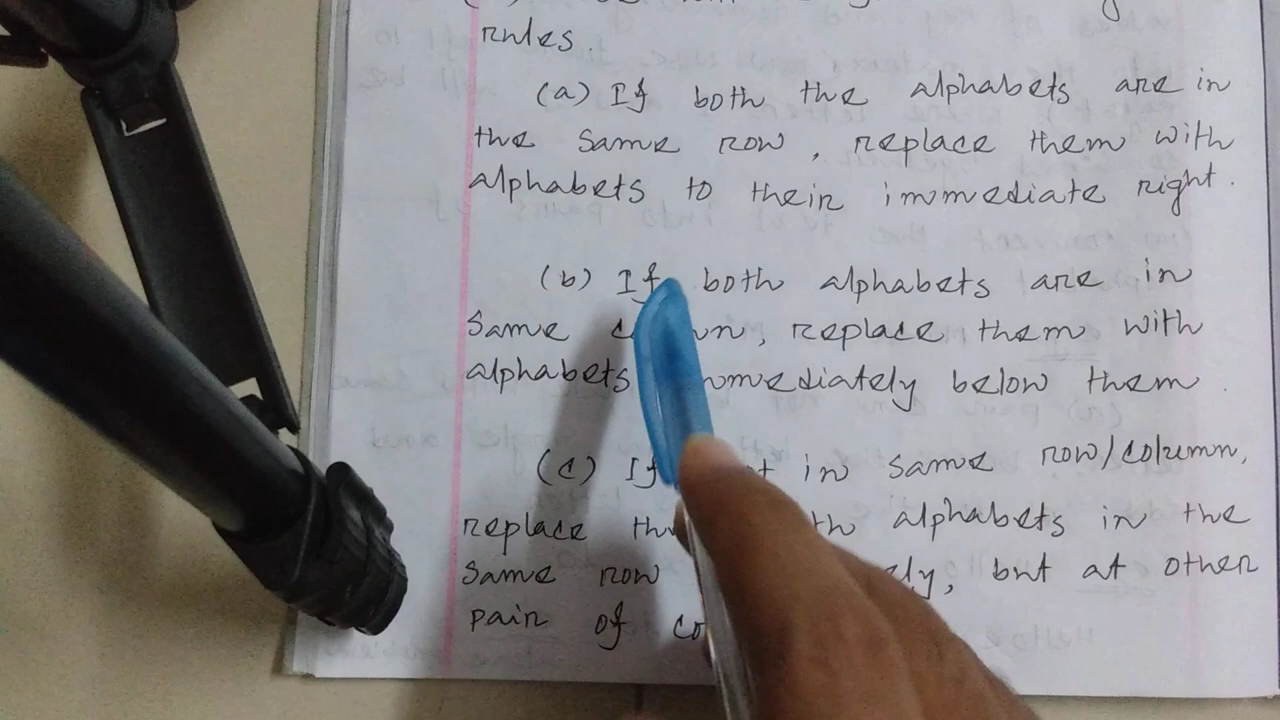 rules.
(a) If both the alphabets are in
the same row, replace them with
alphabets to their immediate right.
(b) If both alphabets are in
same replace them with
alphabets below them.
(c) If in same row/column,
replace alphabets in the
same row but at other
pair of